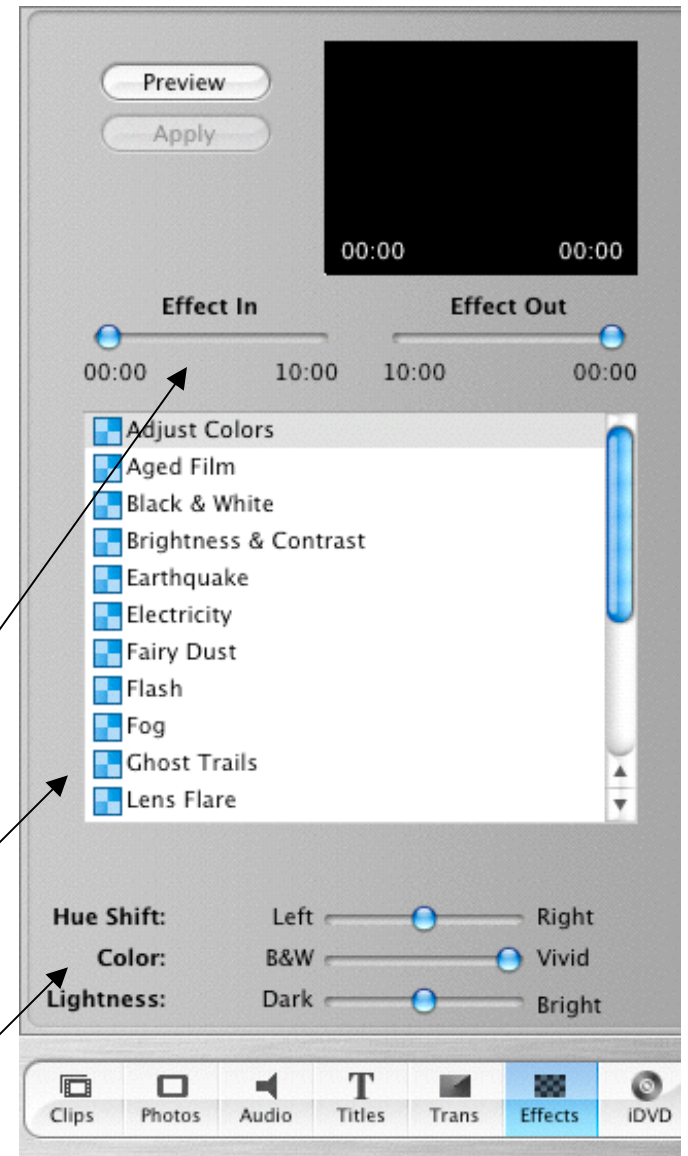 Preview
Apply
00:00 00:00
Effect In Effect Out
00:00 10:00 10:00 00:00
Adjust Colors
Aged Film
Black & White
Brightness & Contrast
Earthquake
Electricity
Fairy Dust
Flash
Fog
Ghost Trails
Lens Flare
Hue Shift: Left Right
Color: B&W Vivid
Lightness: Dark Bright
Clips Photos Audio Titles Trans Effects iDVD